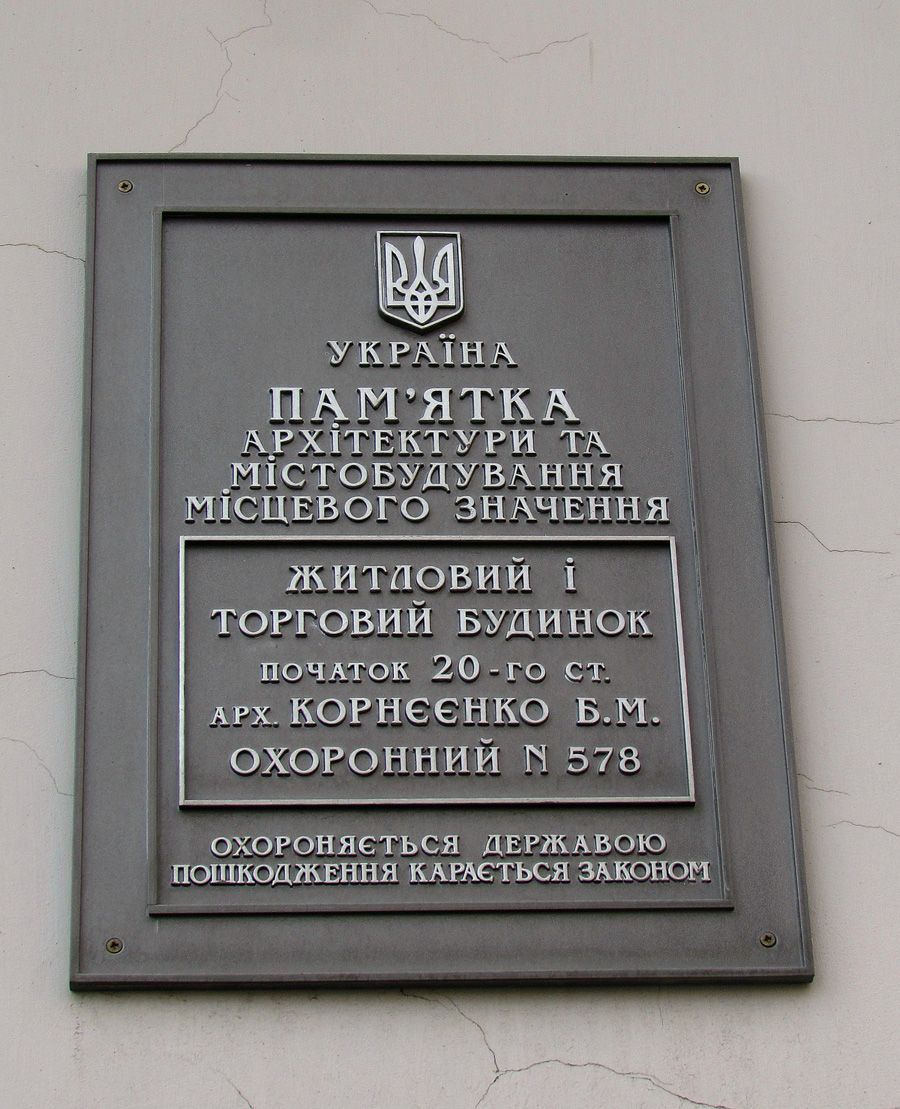 УКРАЇНА
ПАМ'ЯТКА
АРХІТЕКТУРИ ТА
МІСТОБУДУВАННЯ
МІСЦЕВОГО ЗНАЧЕННЯ
ЖИТЛОВИЙ І
ТОРГОВИЙ БУДИНОК
ПОЧАТОК 20-ГО СТ.
АРХ. КОРНЄЄНКО Б.М.
ОХОРОННИЙ N 578
ОХОРОНЯЄТЬСЯ ДЕРЖАВОЮ
ПОШКОДЖЕННЯ КАРАЄТЬСЯ ЗАКОНОМ